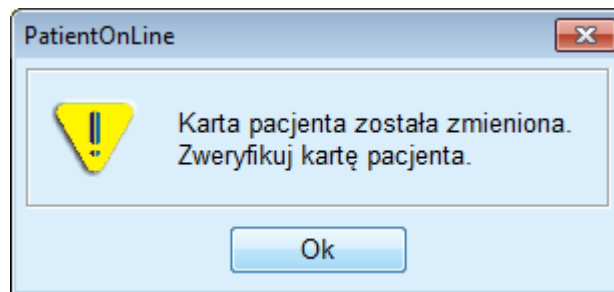 PatientOnLine
Karta pacjenta została zmieniona.
Zweryfikuj kartę pacjenta.
Ok